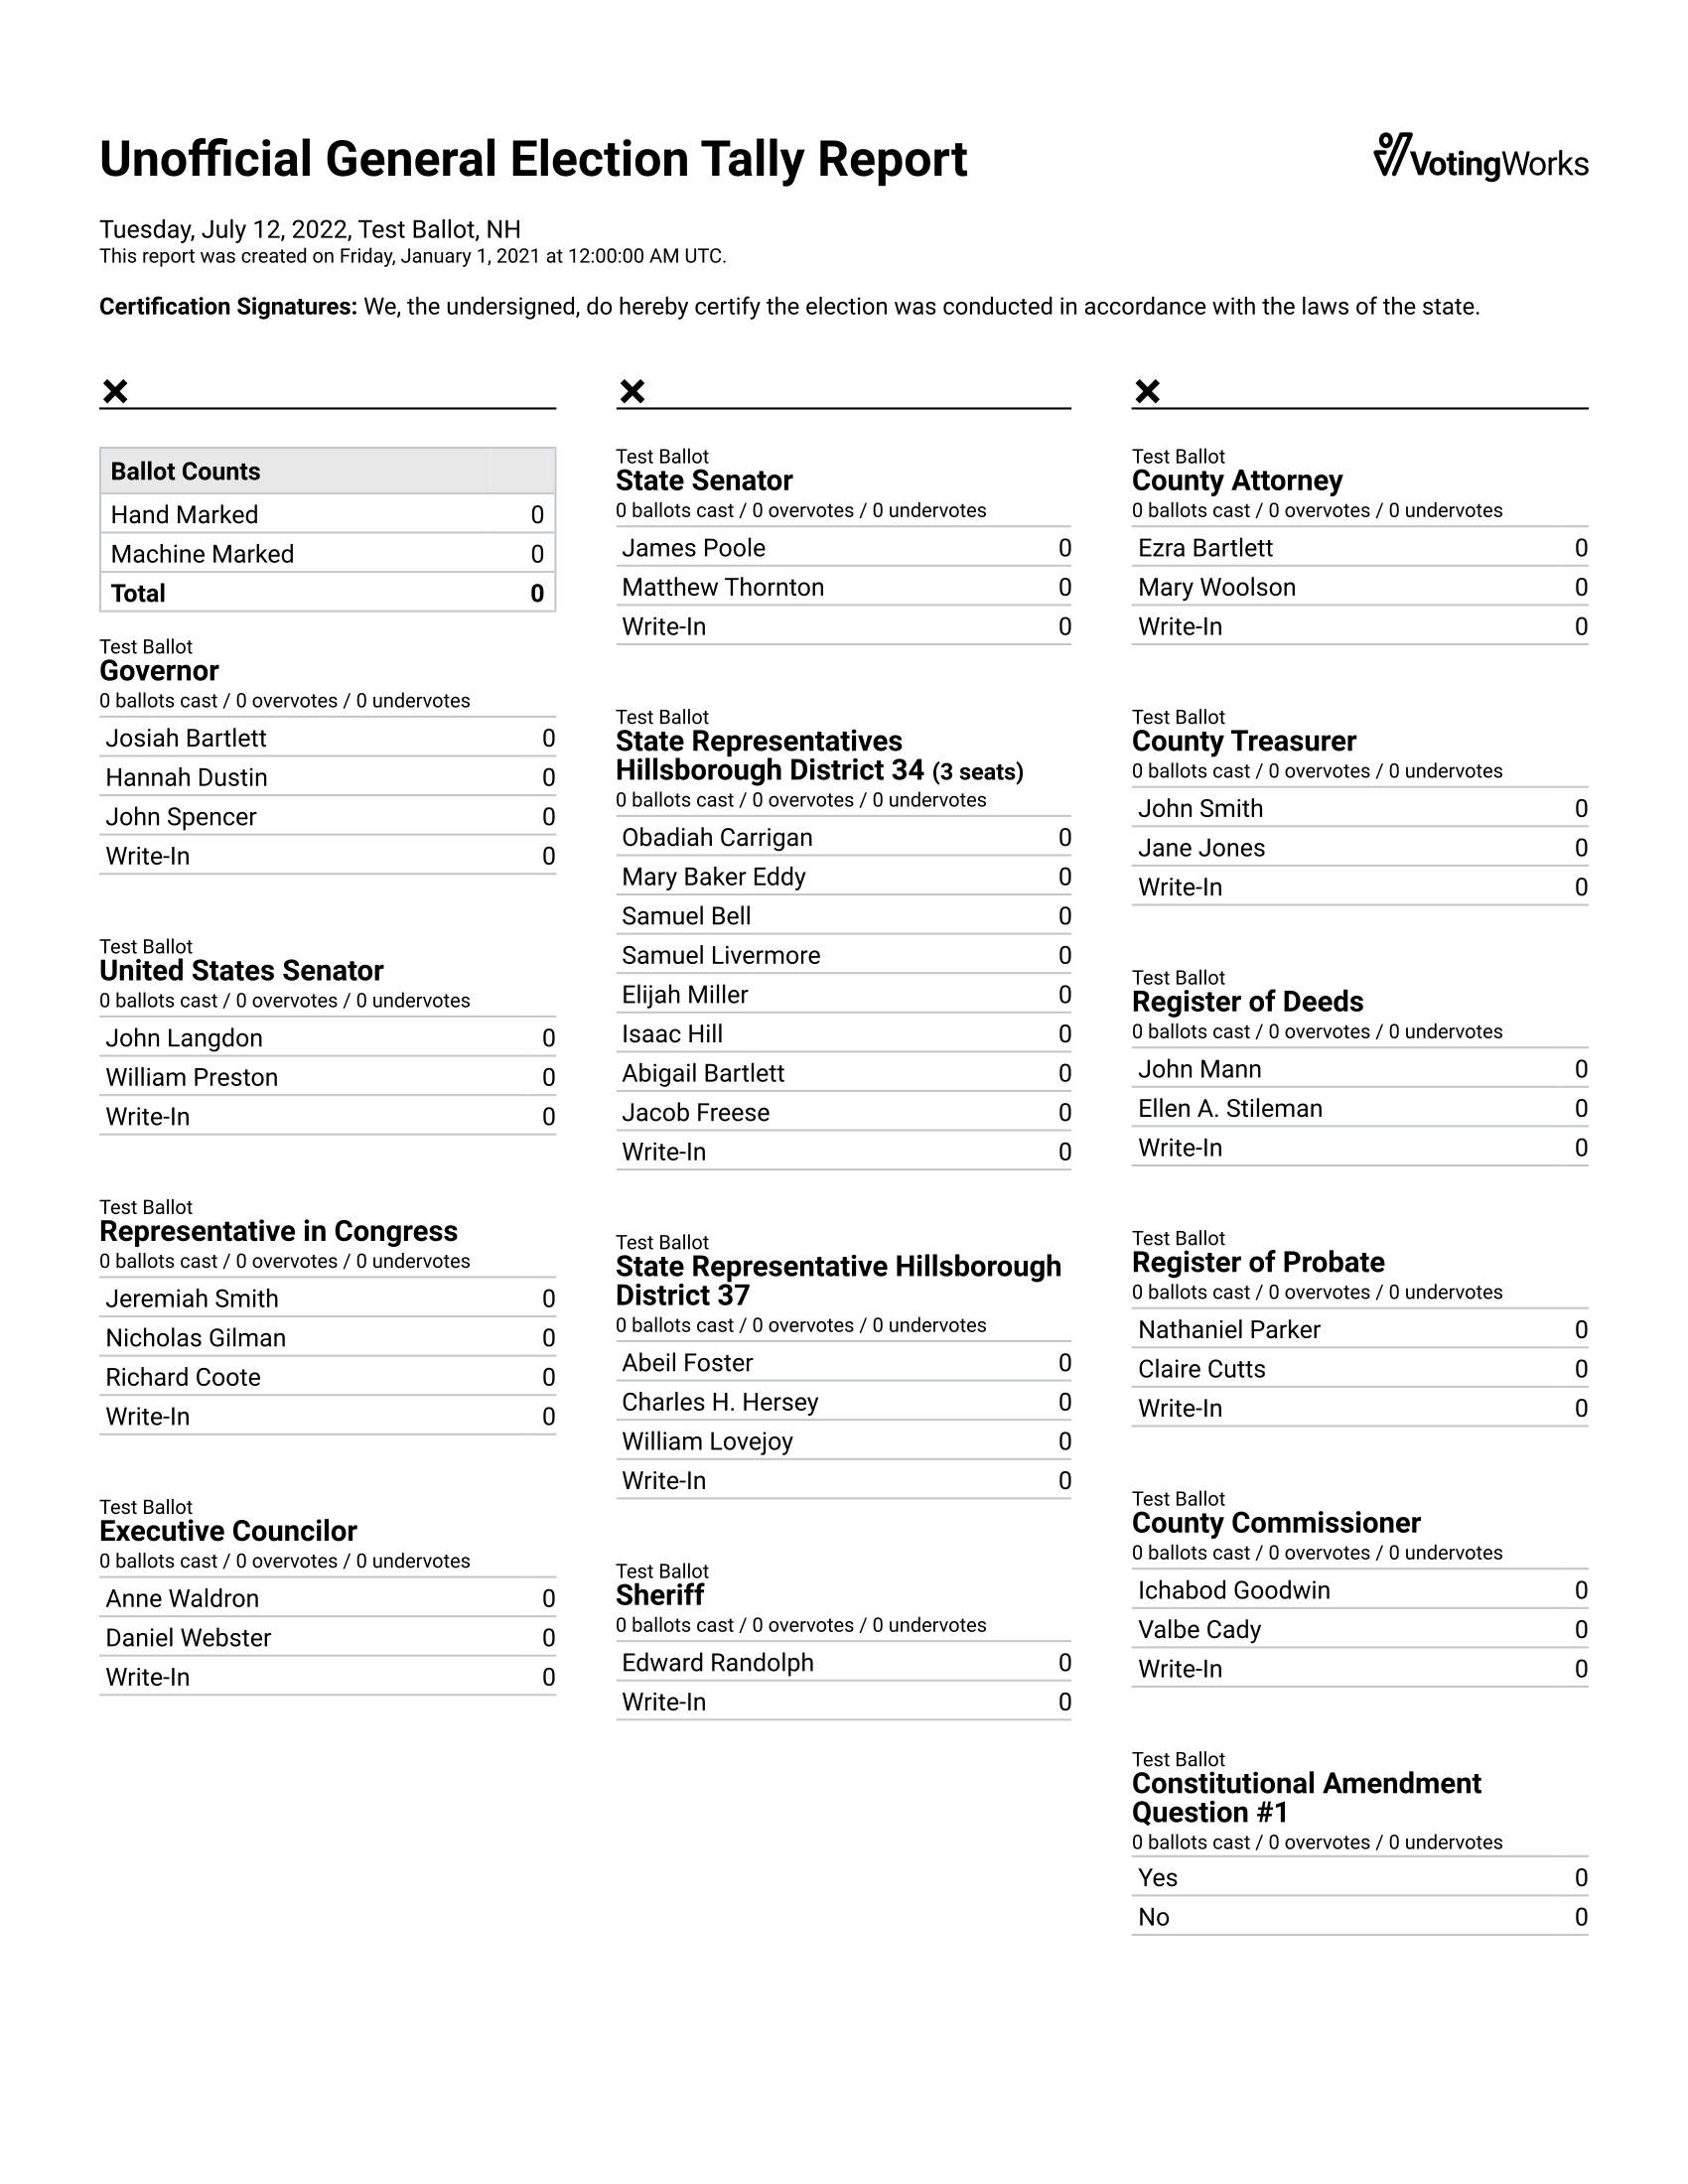 Unofficial General Election Tally Report
VotingWorks
Tuesday, July 12, 2022, Test Ballot, NH
This report was created on Friday, January 1, 2021 at 12:00:00 AM UTC.
Certification Signatures: We, the undersigned, do hereby certify the election was conducted in accordance with the laws of the state.
Ballot Counts
Hand Marked 0
Machine Marked 0
Total 0
Test Ballot
Governor
0 ballots cast / 0 overvotes / 0 undervotes
Josiah Bartlett 0
Hannah Dustin 0
John Spencer 0
Write-In 0
Test Ballot
United States Senator
0 ballots cast / 0 overvotes / 0 undervotes
John Langdon 0
William Preston 0
Write-In 0
Test Ballot
Representative in Congress
0 ballots cast / 0 overvotes / 0 undervotes
Jeremiah Smith 0
Nicholas Gilman 0
Richard Coote 0
Write-In 0
Test Ballot
Executive Councilor
0 ballots cast / 0 overvotes / 0 undervotes
Anne Waldron 0
Daniel Webster 0
Write-In 0
Test Ballot
State Senator
0 ballots cast / 0 overvotes / 0 undervotes
James Poole 0
Matthew Thornton 0
Write-In 0
Test Ballot
State Representatives
Hillsborough District 34 (3 seats)
0 ballots cast / 0 overvotes / 0 undervotes
Obadiah Carrigan 0
Mary Baker Eddy 0
Samuel Bell 0
Samuel Livermore 0
Elijah Miller 0
Isaac Hill 0
Abigail Bartlett 0
Jacob Freese 0
Write-In 0
Test Ballot
State Representative Hillsborough
District 37
0 ballots cast / 0 overvotes / 0 undervotes
Abeil Foster 0
Charles H. Hersey 0
William Lovejoy 0
Write-In 0
Test Ballot
Sheriff
0 ballots cast / 0 overvotes / 0 undervotes
Edward Randolph 0
Write-In 0
Test Ballot
County Attorney
0 ballots cast / 0 overvotes / 0 undervotes
Ezra Bartlett 0
Mary Woolson 0
Write-In 0
Test Ballot
County Treasurer
0 ballots cast / 0 overvotes / 0 undervotes
John Smith 0
Jane Jones 0
Write-In 0
Test Ballot
Register of Deeds
0 ballots cast / 0 overvotes / 0 undervotes
John Mann 0
Ellen A. Stileman 0
Write-In 0
Test Ballot
Register of Probate
0 ballots cast / 0 overvotes / 0 undervotes
Nathaniel Parker 0
Claire Cutts 0
Write-In 0
Test Ballot
County Commissioner
0 ballots cast / 0 overvotes / 0 undervotes
Ichabod Goodwin 0
Valbe Cady 0
Write-In 0
Test Ballot
Constitutional Amendment
Question #1
0 ballots cast / 0 overvotes / 0 undervotes
Yes 0
No 0